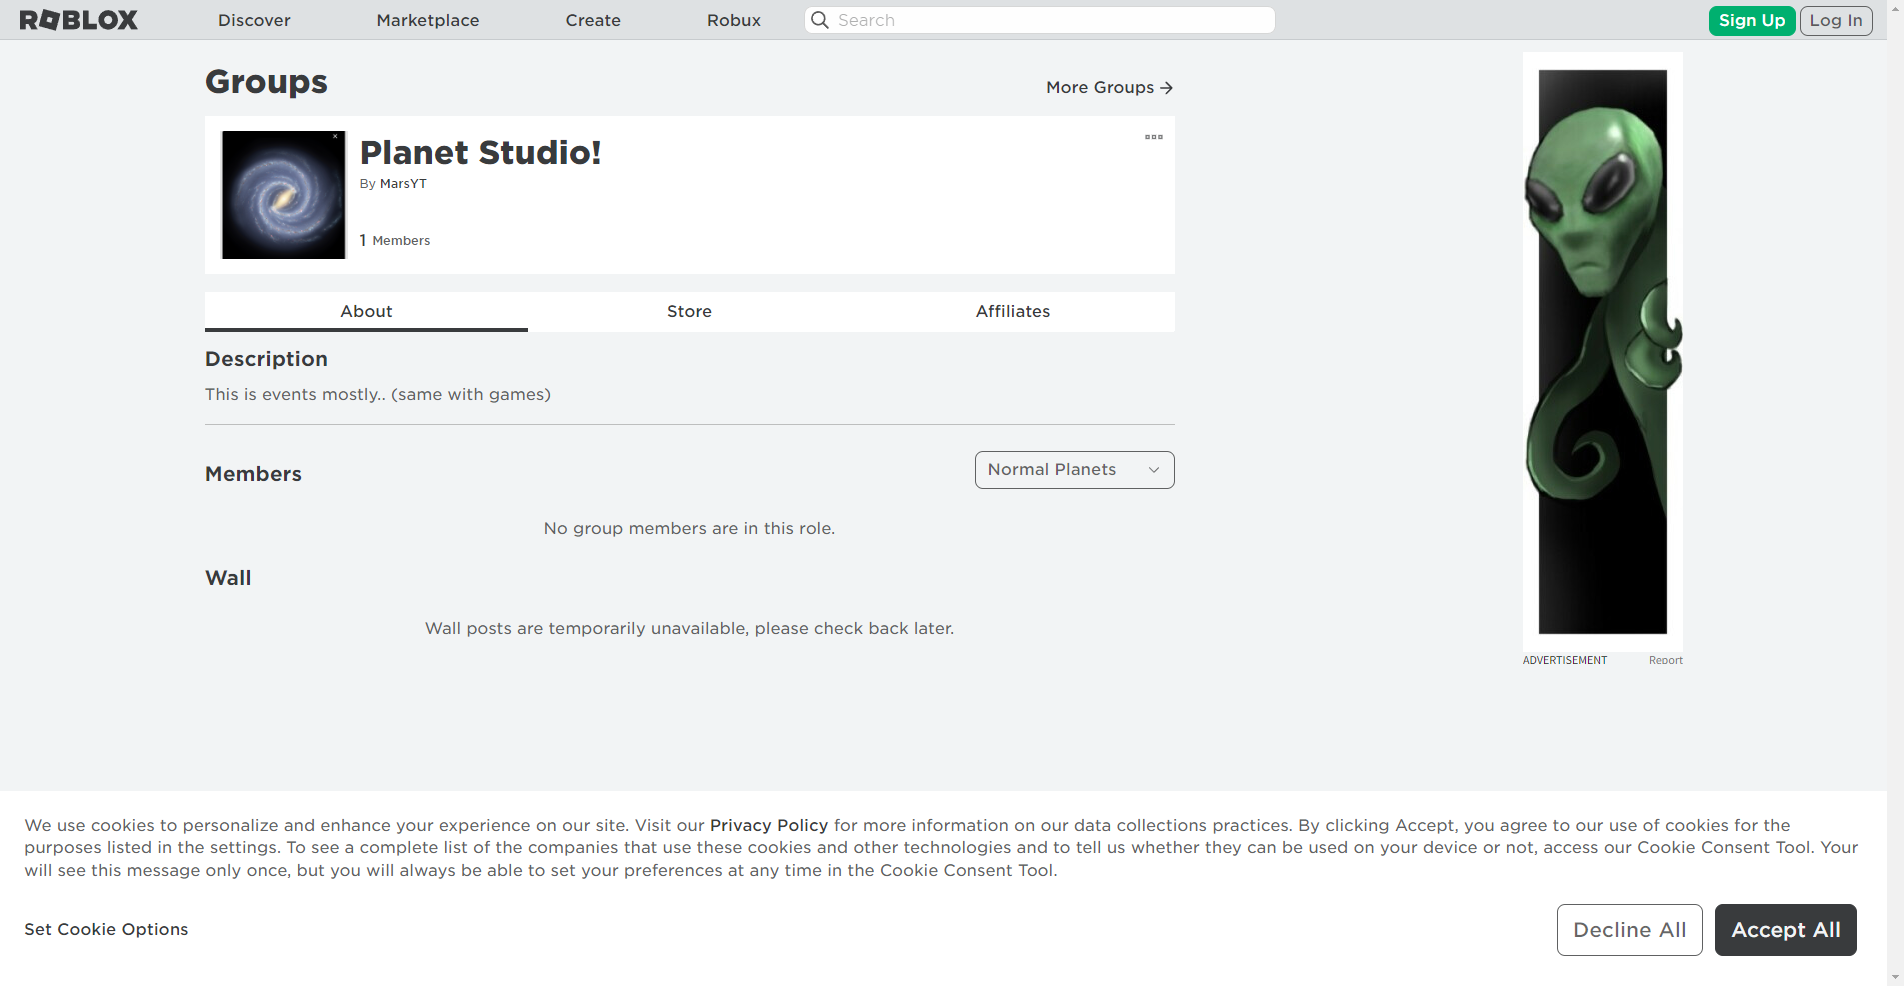 ROBLOX Discover Marketplace Create Robux Search Sign Up Log In
Groups
More Groups
Planet Studio!
By MarsYT
1 Members
About Store Affiliates
Description
This is events mostly.. (same with games)
Members
Normal Planets
No group members are in this role.
Wall
Wall posts are temporarily unavailable, please check back later.
ADVERTISEMENT Report
We use cookies to personalize and enhance your experience on our site. Visit our Privacy Policy for more information on our data collections practices. By clicking Accept, you agree to our use of cookies for the
purposes listed in the settings. To see a complete list of the companies that use these cookies and other technologies and to tell us whether they can be used on your device or not, access our Cookie Consent Tool. Your
will see this message only once, but you will always be able to set your preferences at any time in the Cookie Consent Tool.
Set Cookie Options
Decline All
Accept All